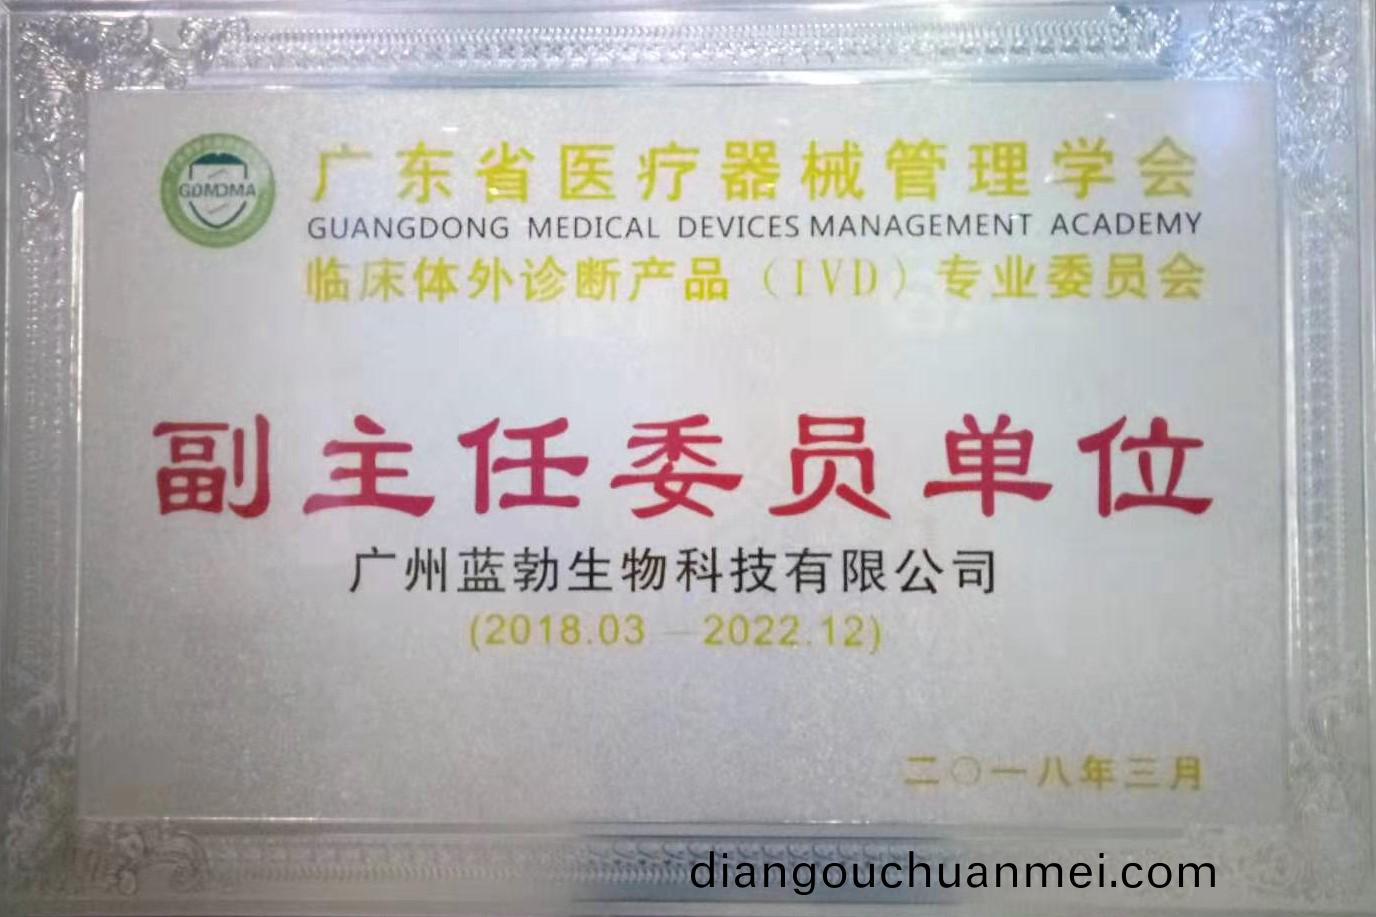 GDMDMA
广东省医疗器械管理学会
GUANGDONG MEDICAL DEVICES MANAGEMENT ACADEMY
临床体外诊断产品（IVD）专业委员会
副主任委员单位
广州蓝勃生物科技有限公司
(2018.03 — 2022.12)
二〇一八年三月
diangouchuanmei.com